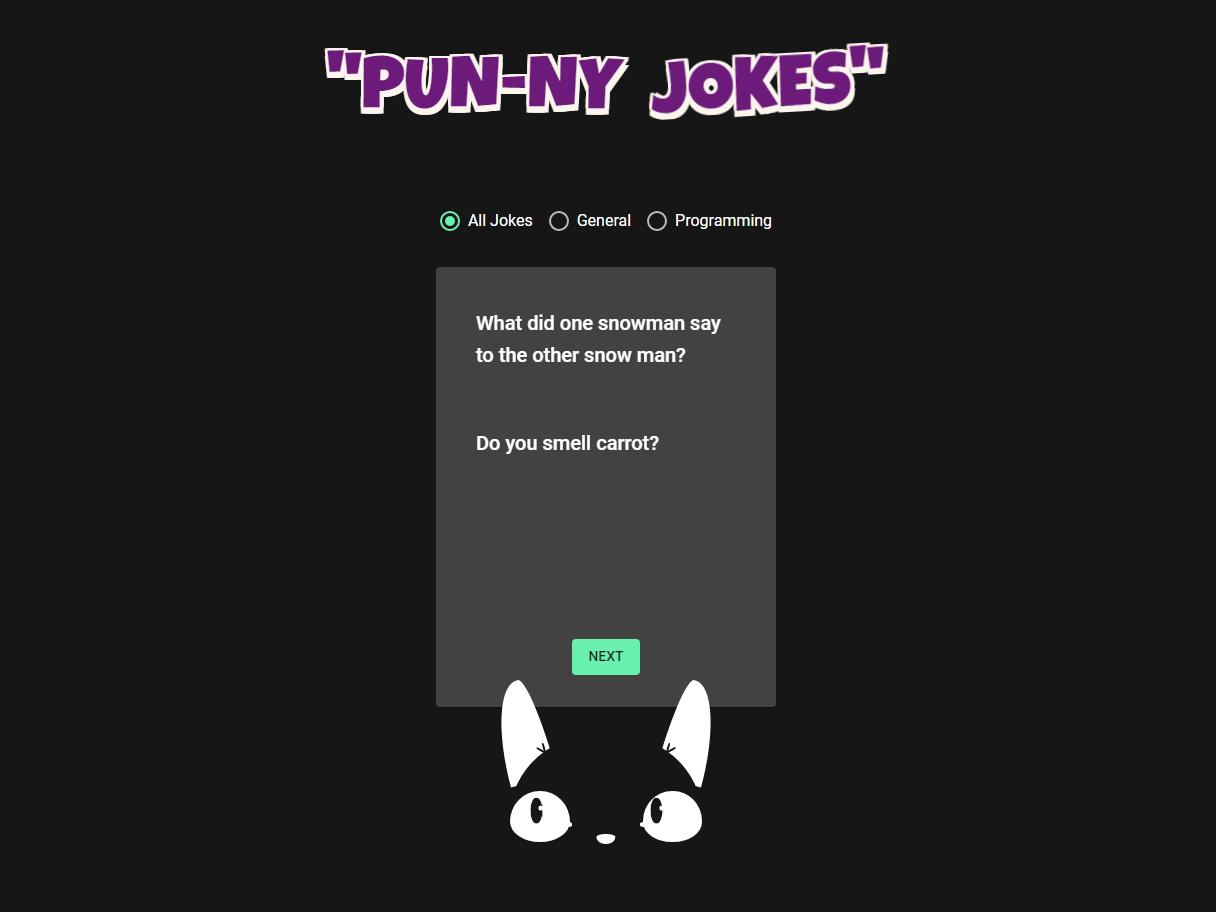 "PUN-NY JOKES"
All Jokes General Programming
What did one snowman say
to the other snow man?
Do you smell carrot?
NEXT